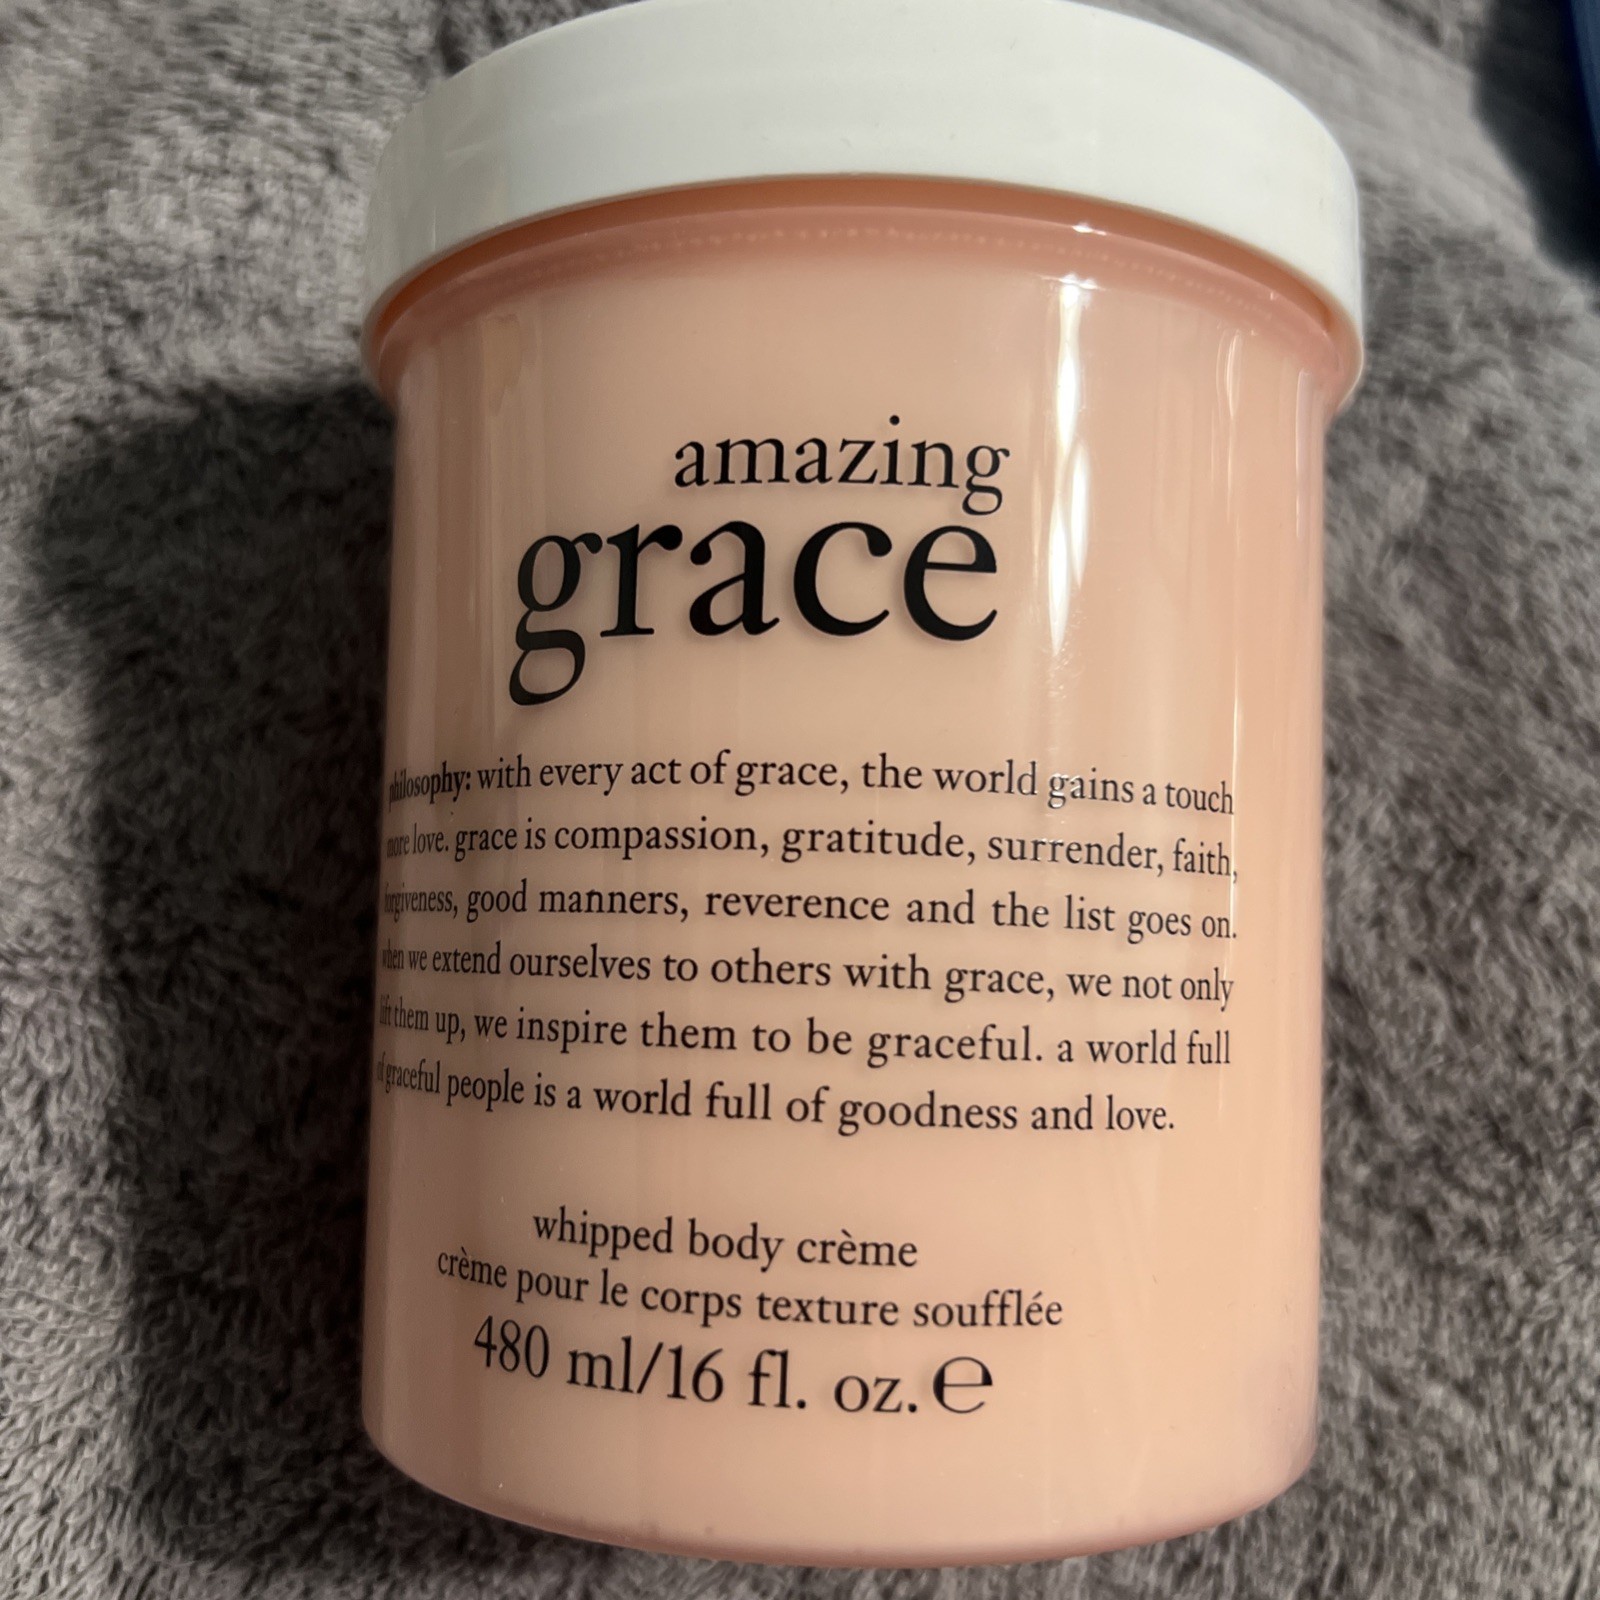 amazing
grace
philosophy: with every act of grace, the world gains a touch
more love. grace is compassion, gratitude, surrender, faith,
forgiveness, good manners, reverence and the list goes on.
when we extend ourselves to others with grace, we not only
lift them up, we inspire them to be graceful. a world full
of graceful people is a world full of goodness and love.
whipped body crème
crème pour le corps texture soufflée
480 ml/16 fl. oz. ℮